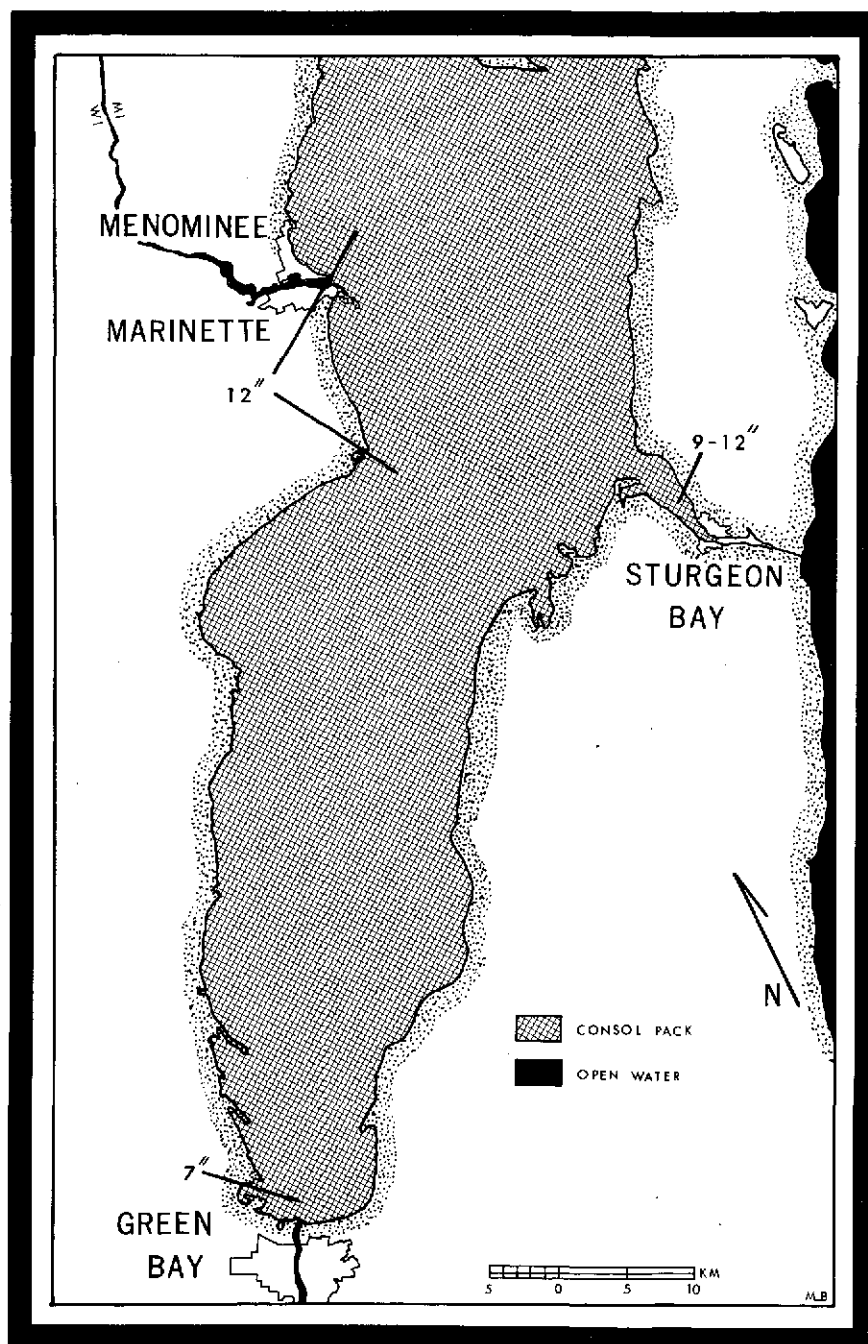 MI
WI
MENOMINEE
MARINETTE
12"
9-12"
STURGEON
BAY
N
CONSOL PACK
OPEN WATER
7"
GREEN
BAY
5 0 5 10 KM
M_B